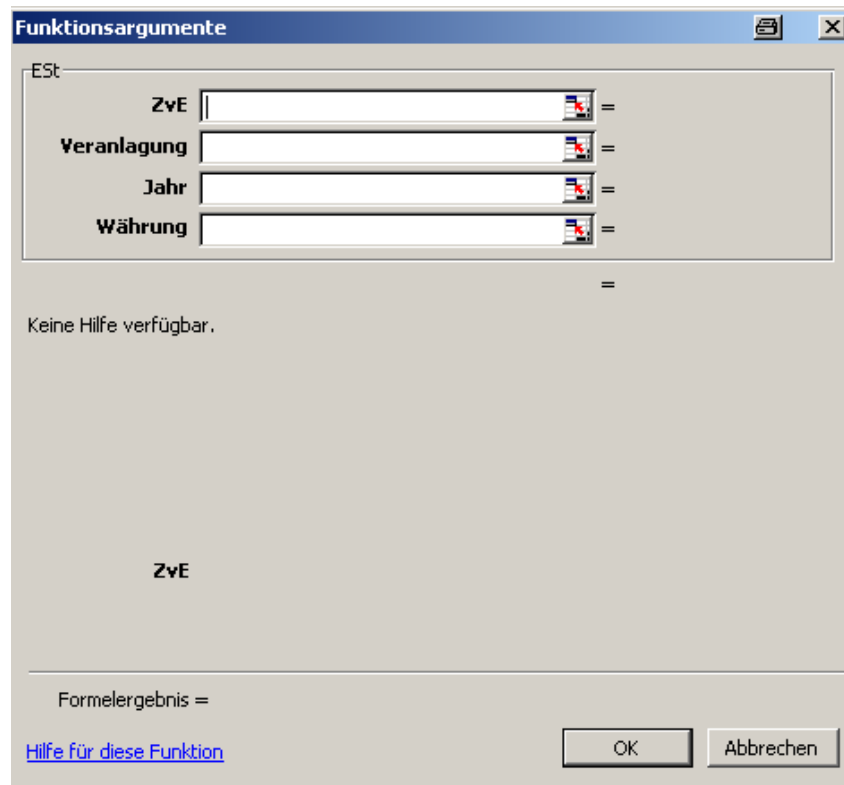 Funktionsargumente
ESt
ZvE =
Veranlagung =
Jahr =
Währung =
=
Keine Hilfe verfügbar.
ZvE
Formelergebnis =
Hilfe für diese Funktion OK Abbrechen